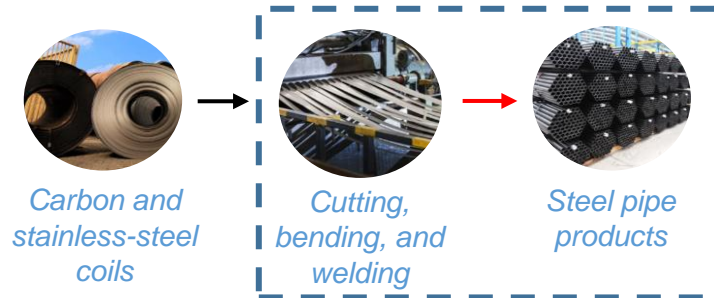 Carbon and
stainless-steel
coils
Cutting,
bending, and
welding
Steel pipe
products